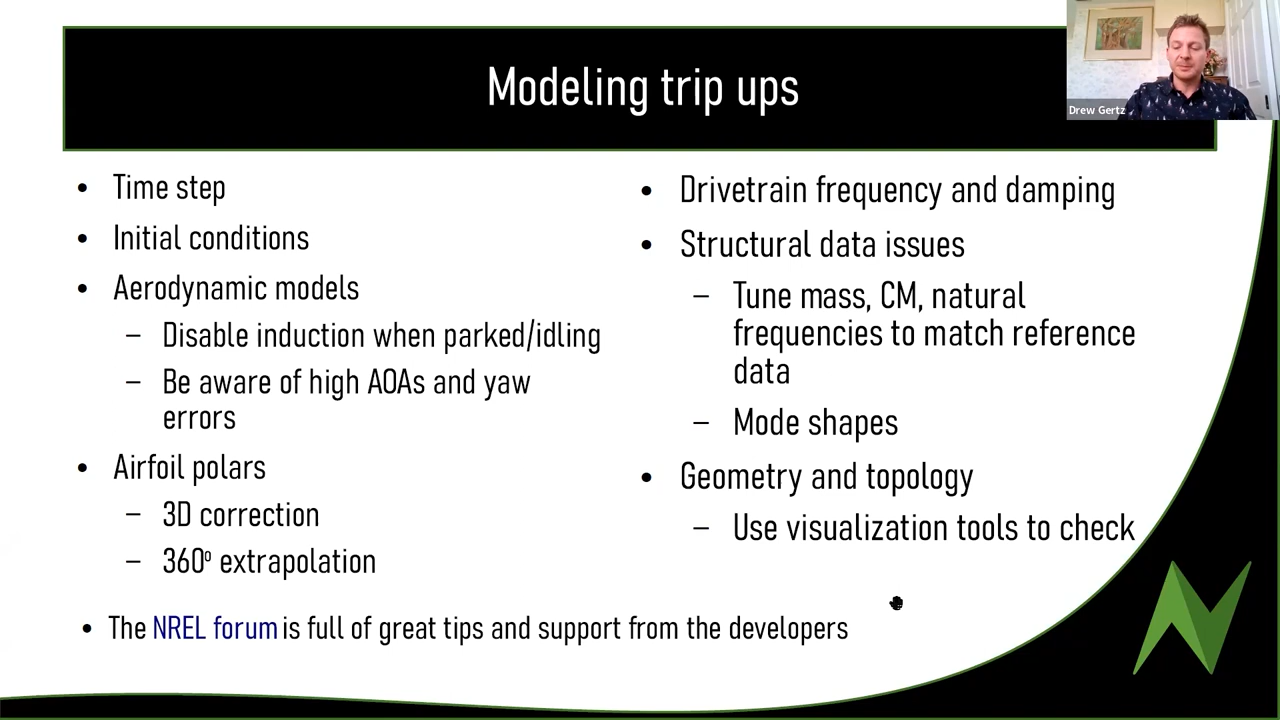 Modeling trip ups
Drew Gertz
• Time step
• Initial conditions
• Aerodynamic models
– Disable induction when parked/idling
– Be aware of high AOAs and yaw
errors
• Airfoil polars
– 3D correction
– 360º extrapolation
• Drivetrain frequency and damping
• Structural data issues
– Tune mass, CM, natural
frequencies to match reference
data
– Mode shapes
• Geometry and topology
– Use visualization tools to check
• The NREL forum is full of great tips and support from the developers